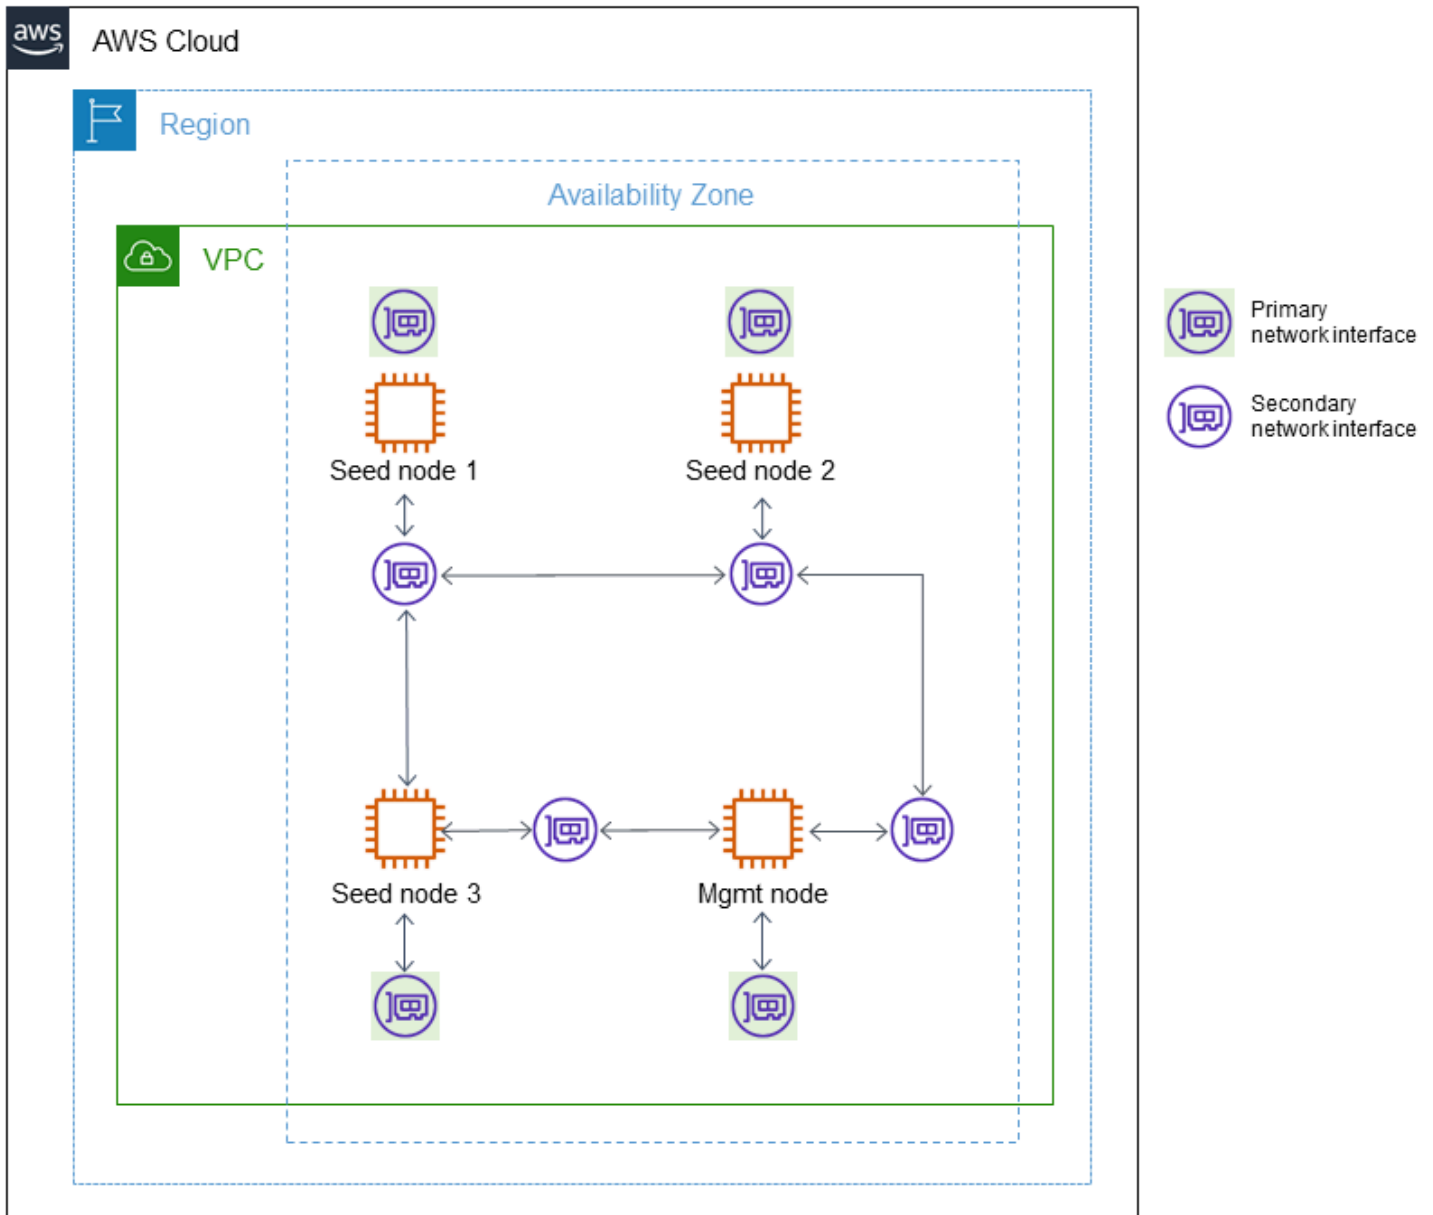 aws
AWS Cloud
Region
Availability Zone
VPC
Primary
network interface
Secondary
network interface
Seed node 1
Seed node 2
Seed node 3
Mgmt node